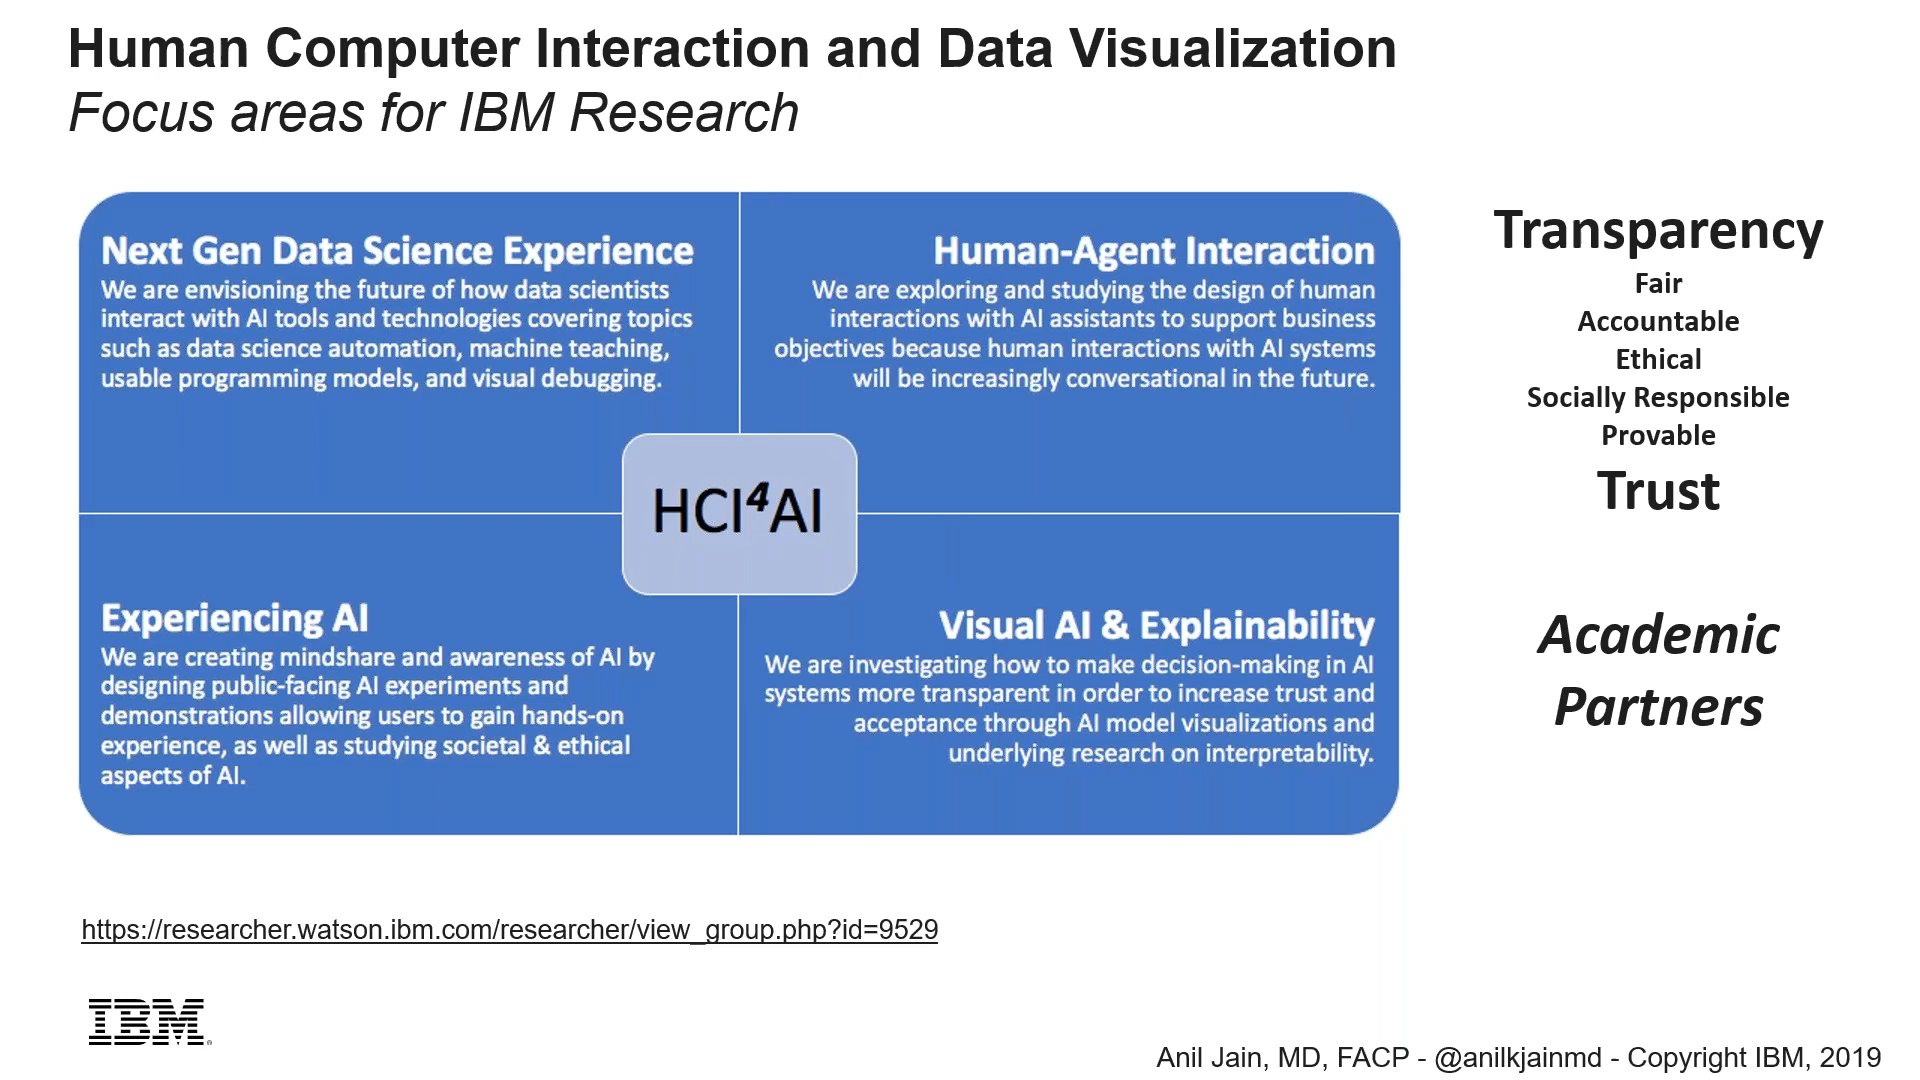 Human Computer Interaction and Data Visualization
Focus areas for IBM Research
Next Gen Data Science Experience
We are envisioning the future of how data scientists
interact with AI tools and technologies covering topics
such as data science automation, machine teaching,
usable programming models, and visual debugging.
Human-Agent Interaction
We are exploring and studying the design of human
interactions with AI assistants to support business
objectives because human interactions with AI systems
will be increasingly conversational in the future.
HCI⁴AI
Experiencing AI
We are creating mindshare and awareness of AI by
designing public-facing AI experiments and
demonstrations allowing users to gain hands-on
experience, as well as studying societal & ethical
aspects of AI.
Visual AI & Explainability
We are investigating how to make decision-making in AI
systems more transparent in order to increase trust and
acceptance through AI model visualizations and
underlying research on interpretability.
Transparency
Fair
Accountable
Ethical
Socially Responsible
Provable
Trust
Academic
Partners
https://researcher.watson.ibm.com/researcher/view_group.php?id=9529
IBM®
Anil Jain, MD, FACP - @anilkjainmd - Copyright IBM, 2019